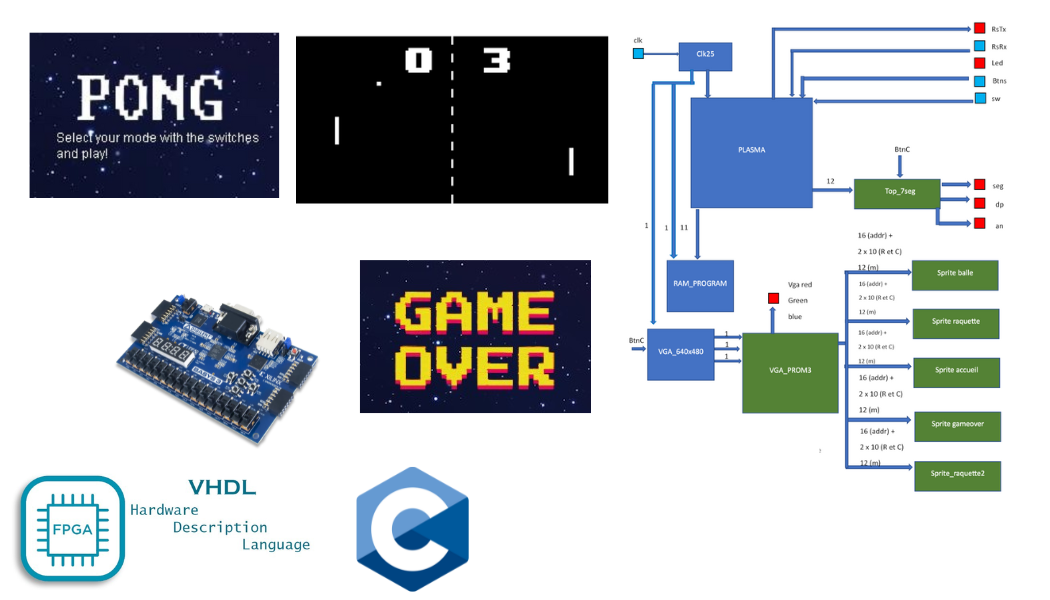 PONG
Select your mode with the switches
and play!
0 3
GAME
OVER
BASYS 3
FPGA
VHDL
Hardware
Description
Language
C
clk
Clk25
RsTx
RsRx
Led
Btns
sw
PLASMA
BtnC
12
Top_7seg
seg
dp
an
1
1
11
RAM_PROGRAM
BtnC
VGA_640x480
1
1
1
Vga red
Green
blue
VGA_PROM3
16 (addr) +
2 x 10 (R et C)
12 (m)
Sprite balle
16 (addr) +
2 x 10 (R et C)
12 (m)
Sprite raquette
16 (addr) +
2 x 10 (R et C)
12 (m)
Sprite accueil
16 (addr) +
2 x 10 (R et C)
12 (m)
Sprite gameover
16 (addr) +
2 x 10 (R et C)
12 (m)
Sprite_raquette2